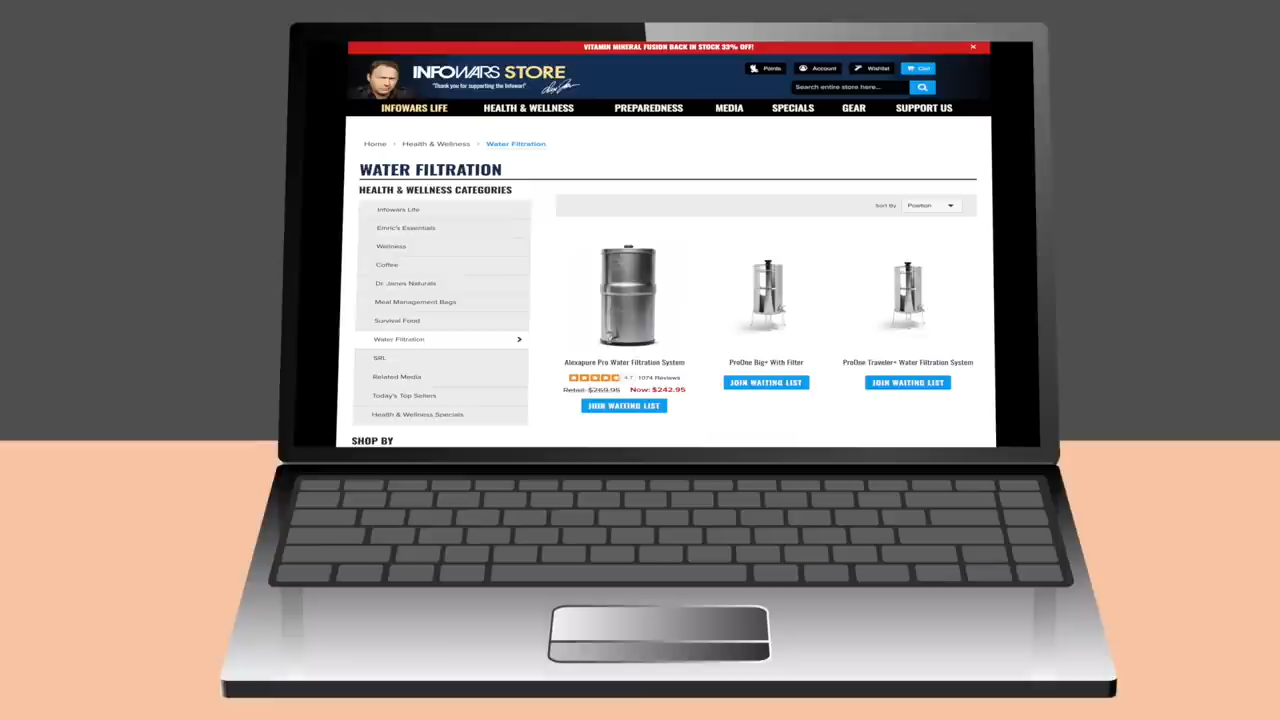 VITAMIN MINERAL FUSION BACK IN STOCK 33% OFF!
INFOWARS STORE
"Thank you for supporting the Infowar!"
Points
Account
Wishlist
Cart
Search entire store here...
INFOWARS LIFE
HEALTH & WELLNESS
PREPAREDNESS
MEDIA
SPECIALS
GEAR
SUPPORT US
Home > Health & Wellness > Water Filtration
WATER FILTRATION
HEALTH & WELLNESS CATEGORIES
Infowars Life
Emric's Essentials
Wellness
Coffee
Dr Jones Naturals
Meal Management Bags
Survival Food
Water Filtration
SRL
Related Media
Today's Top Sellers
Health & Wellness Specials
SHOP BY
Sort By
Position
Alexapure Pro Water Filtration System
4.7 1074 Reviews
Retail: $269.95 Now: $242.95
JOIN WAITING LIST
ProOne Big+ With Filter
JOIN WAITING LIST
ProOne Traveler+ Water Filtration System
JOIN WAITING LIST